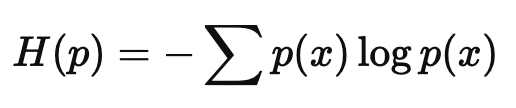 H(p) = − ∑ p(x) log p(x)